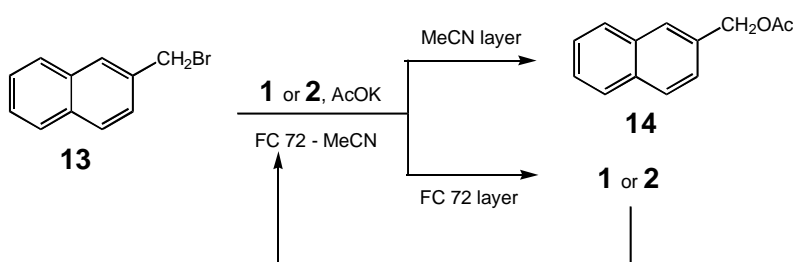 CH2Br
13
1 or 2, AcOK
FC 72 - MeCN
MeCN layer
FC 72 layer
CH2OAc
14
1 or 2